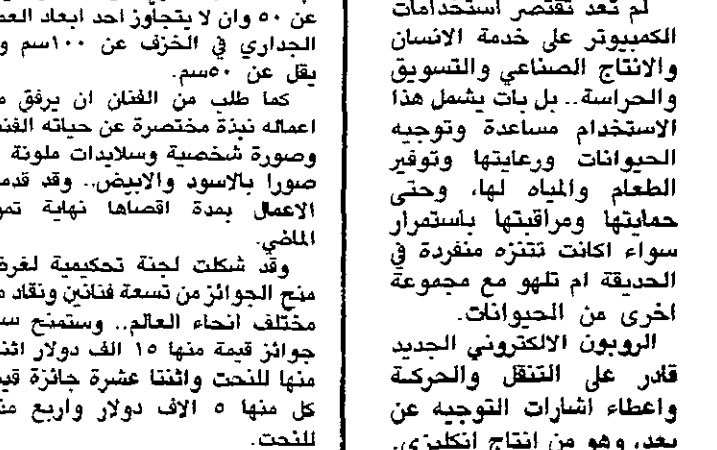 لم تعد تقتصر استخدامات
الكمبيوتر على خدمة الانسان
والانتاج الصناعي والتسويق
والحراسة.. بل بات يشمل هذا
الاستخدام مساعدة وتوجيه
الحيوانات ورعايتها وتوفير
الطعام والمياه لها، وحتى
حمايتها ومراقبتها باستمرار
سواء اكانت تتنزه منفردة في
الحديقة ام تلهو مع مجموعة
اخرى من الحيوانات.
الروبون الالكتروني الجديد
قادر على التنقل والحركة
واعطاء اشارات التوجيه عن
بعد، وهو من انتاج انكليزي.
عن ٥٠ وان لا يتجاوز احد ابعاد
الجداري في الخزف عن ١٠٠سم
يقل عن ٥٠سم.
كما طلب من الفنان ان يرفق
اعماله نبذة مختصرة عن حياته
وصورة شخصية وسلايدات ملونة
صورا بالاسود والابيض.. وقد
الاعمال بمدة اقصاها نهاية
الماضي.
وقد شكلت لجنة تحكيمية
منح الجوائز من تسعة فنانين ونقاد
مختلف انحاء العالم.. وستمنح
جوائز قيمة منها ١٥ الف دولار
منها للنحت واثنتا عشرة جائزة
كل منها ٥ الاف دولار واربع
للنحت.